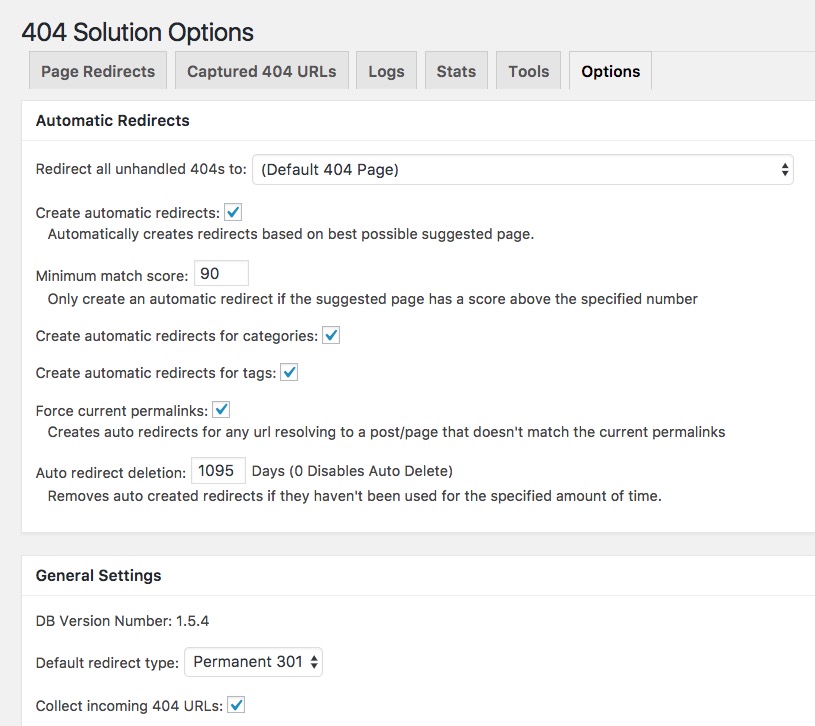 404 Solution Options
Page Redirects Captured 404 URLs Logs Stats Tools Options
Automatic Redirects
Redirect all unhandled 404s to: (Default 404 Page)
Create automatic redirects:
Automatically creates redirects based on best possible suggested page.
Minimum match score: 90
Only create an automatic redirect if the suggested page has a score above the specified number
Create automatic redirects for categories:
Create automatic redirects for tags:
Force current permalinks:
Creates auto redirects for any url resolving to a post/page that doesn't match the current permalinks
Auto redirect deletion: 1095 Days (0 Disables Auto Delete)
Removes auto created redirects if they haven't been used for the specified amount of time.
General Settings
DB Version Number: 1.5.4
Default redirect type: Permanent 301
Collect incoming 404 URLs: